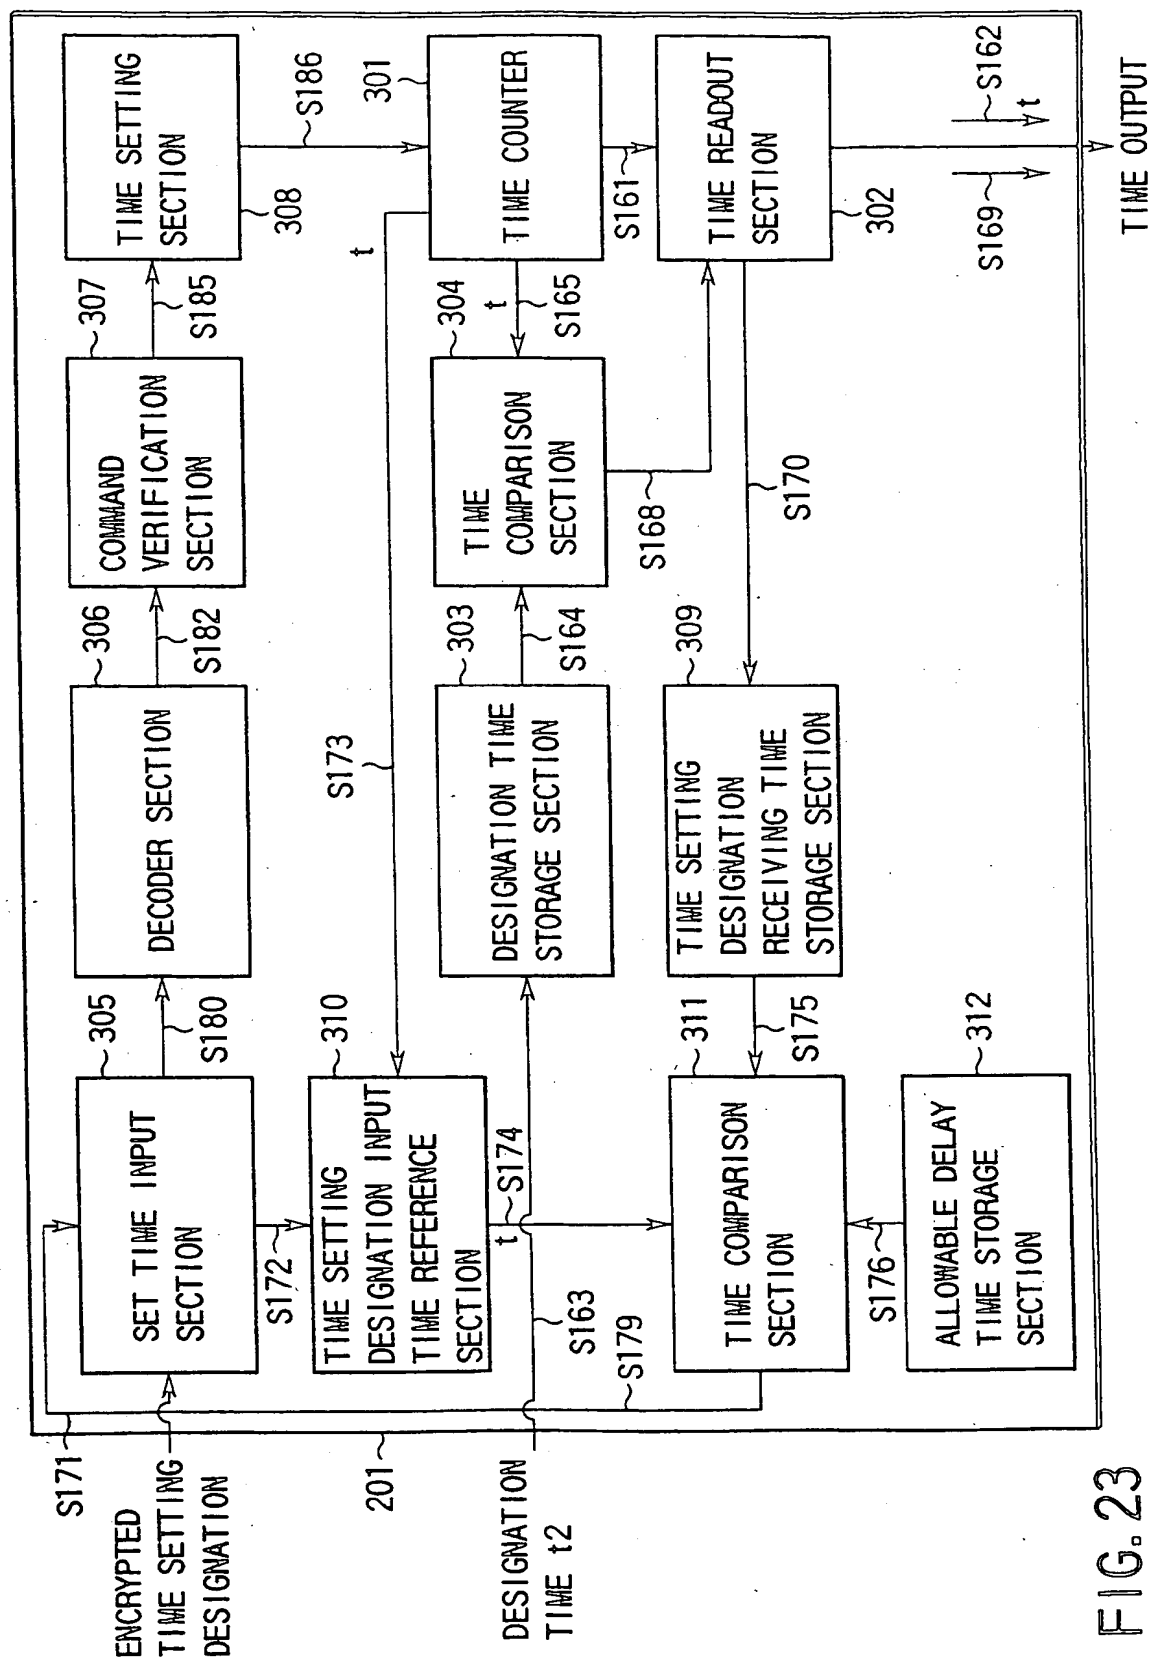 S171
ENCRYPTED
TIME SETTING
DESIGNATION
SET TIME INPUT
SECTION
305
S180
DECODER SECTION
306
S182
COMMAND
VERIFICATION
SECTION
307
S185
TIME SETTING
SECTION
308
S186
S172
TIME SETTING
DESIGNATION INPUT
TIME REFERENCE
SECTION
310
S173
t
301
TIME COUNTER
201
DESIGNATION
TIME t2
S163
t
S174
DESIGNATION TIME
STORAGE SECTION
303
S164
TIME
COMPARISON
SECTION
304
t
S165
S161
S168
S179
TIME COMPARISON
SECTION
311
S175
TIME SETTING
DESIGNATION
RECEIVING TIME
STORAGE SECTION
309
S170
TIME READOUT
SECTION
302
S176
ALLOWABLE DELAY
TIME STORAGE
SECTION
312
S169
S162
t
TIME OUTPUT
FIG. 23